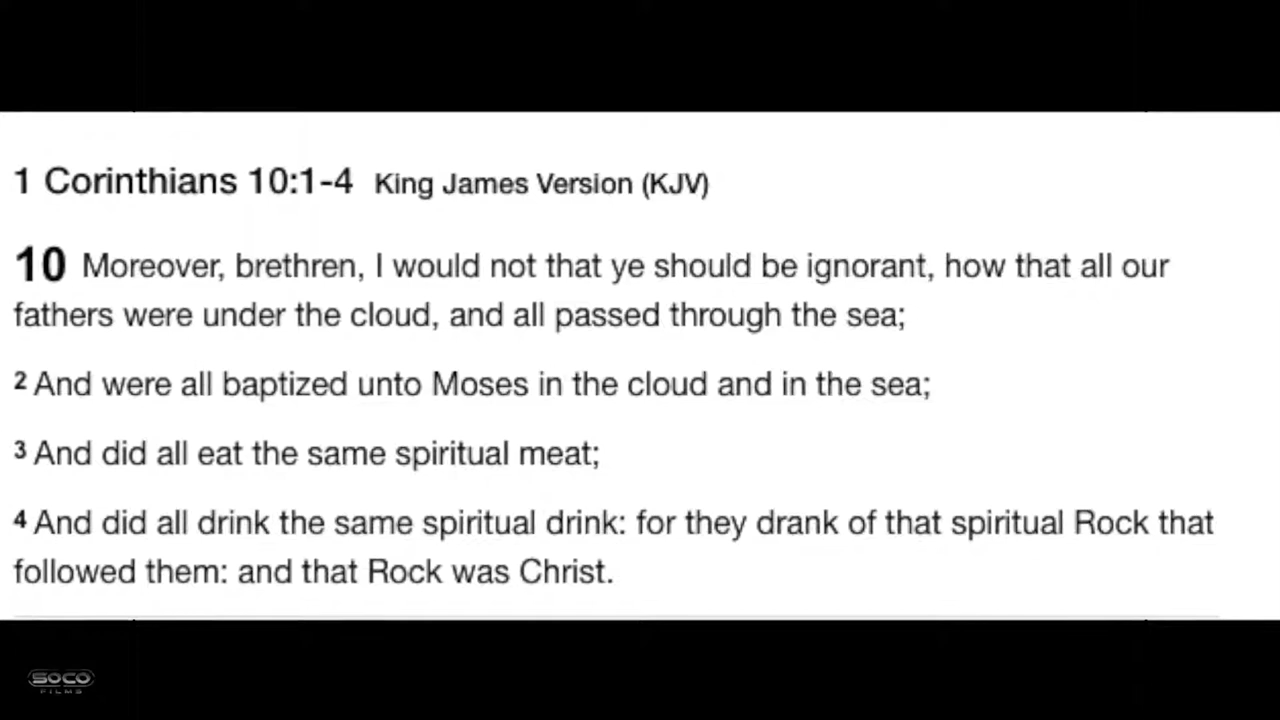 1 Corinthians 10:1-4 King James Version (KJV)
10 Moreover, brethren, I would not that ye should be ignorant, how that all our
fathers were under the cloud, and all passed through the sea;
2 And were all baptized unto Moses in the cloud and in the sea;
3 And did all eat the same spiritual meat;
4 And did all drink the same spiritual drink: for they drank of that spiritual Rock that
followed them: and that Rock was Christ.
SOCO
FILMS